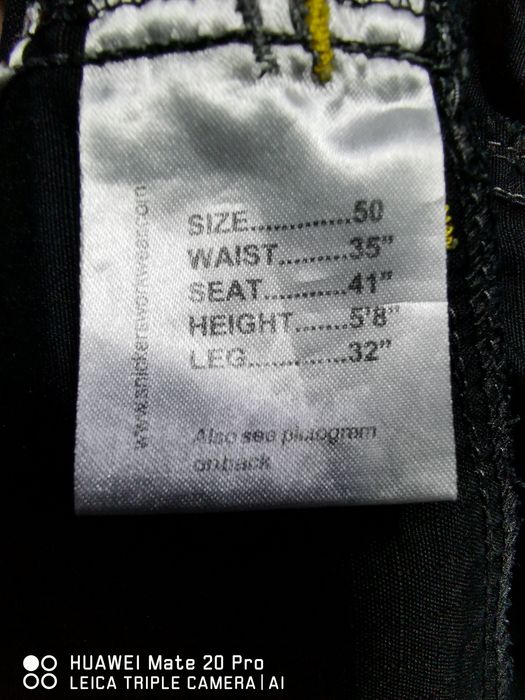 SIZE..............50
WAIST..........35"
SEAT.............41"
HEIGHT.......5'8"
LEG...............32"
Also see pictogram
on back
www.snickersworkwear.com
HUAWEI Mate 20 Pro
LEICA TRIPLE CAMERA | AI